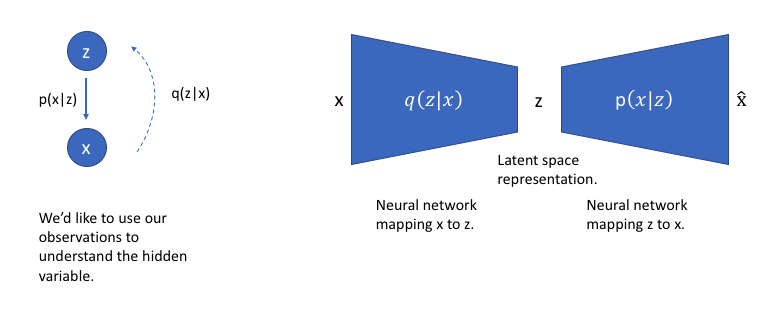 z
p(x|z)
q(z|x)
x
We'd like to use our
observations to
understand the hidden
variable.
x
q(z|x)
z
p(x|z)
x̂
Latent space
representation.
Neural network
mapping x to z.
Neural network
mapping z to x.